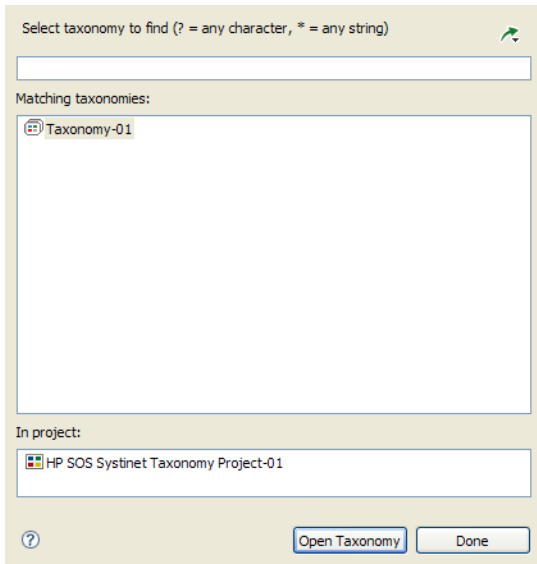 Select taxonomy to find (? = any character, * = any string)
Matching taxonomies:
Taxonomy-01
In project:
HP SOS Systinet Taxonomy Project-01
?
Open Taxonomy
Done